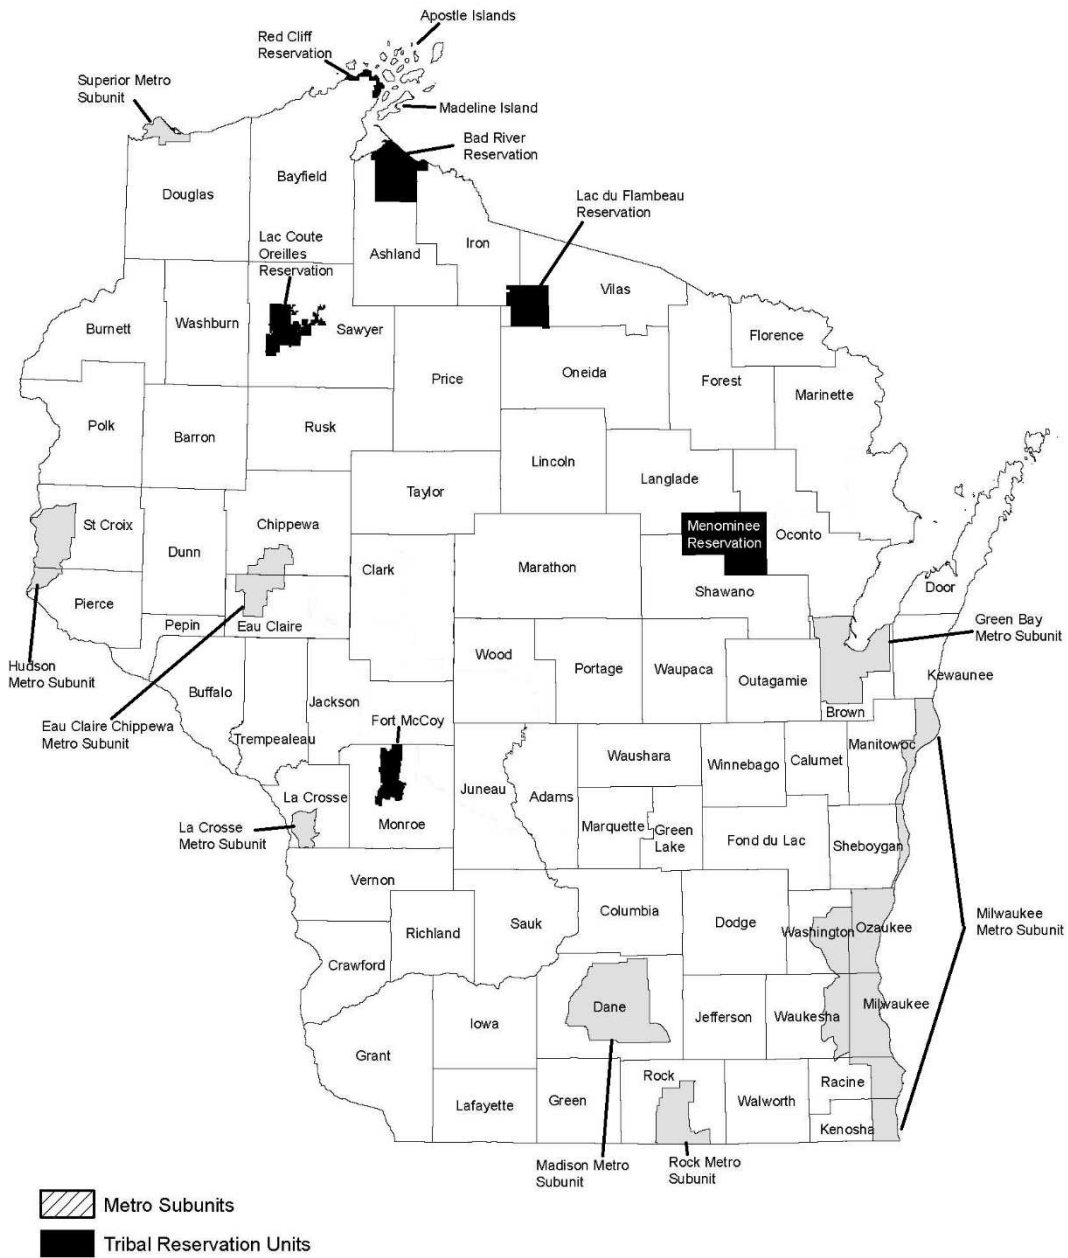 Apostle Islands
Red Cliff
Reservation
Superior Metro
Subunit
Madeline Island
Bad River
Reservation
Bayfield
Douglas
Lac du Flambeau
Reservation
Lac Coute
Oreilles
Reservation
Ashland
Iron
Vilas
Burnett
Washburn
Sawyer
Florence
Price
Oneida
Forest
Marinette
Polk
Barron
Rusk
Lincoln
Langlade
Taylor
St Croix
Chippewa
Menominee
Reservation
Oconto
Dunn
Clark
Marathon
Shawano
Door
Pierce
Pepin
Eau Claire
Green Bay
Metro Subunit
Hudson
Metro Subunit
Wood
Portage
Waupaca
Outagamie
Kewaunee
Buffalo
Jackson
Brown
Eau Claire Chippewa
Metro Subunit
Fort McCoy
Trempealeau
Manitowoc
Waushara
Winnebago
Calumet
La Crosse
Juneau
Adams
Monroe
La Crosse
Metro Subunit
Marquette
Green
Lake
Fond du Lac
Sheboygan
Vernon
Columbia
Dodge
Sauk
Richland
Washington
Ozaukee
Milwaukee
Metro Subunit
Crawford
Dane
Iowa
Jefferson
Waukesha
Milwaukee
Grant
Rock
Racine
Lafayette
Green
Walworth
Kenosha
Madison Metro
Subunit
Rock Metro
Subunit
Metro Subunits
Tribal Reservation Units